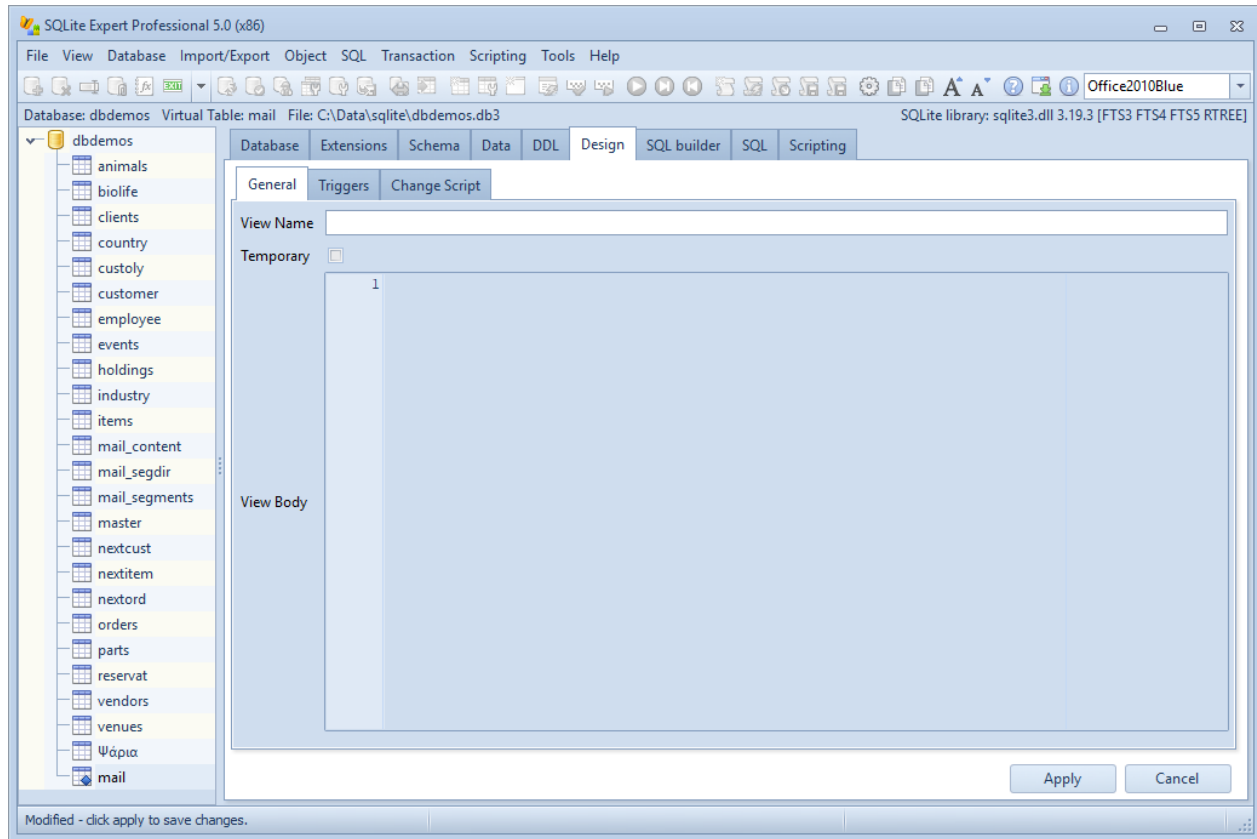 SQLite Expert Professional 5.0 (x86)
File View Database Import/Export Object SQL Transaction Scripting Tools Help
Office2010Blue
Database: dbdemos Virtual Table: mail File: C:\Data\sqlite\dbdemos.db3 SQLite library: sqlite3.dll 3.19.3 [FTS3 FTS4 FTS5 RTREE]
dbdemos
animals
biolife
clients
country
custoly
customer
employee
events
holdings
industry
items
mail_content
mail_segdir
mail_segments
master
nextcust
nextitem
nextord
orders
parts
reservat
vendors
venues
Ψάρια
mail
Database Extensions Schema Data DDL Design SQL builder SQL Scripting
General Triggers Change Script
View Name
Temporary
1
View Body
Apply Cancel
Modified - click apply to save changes.